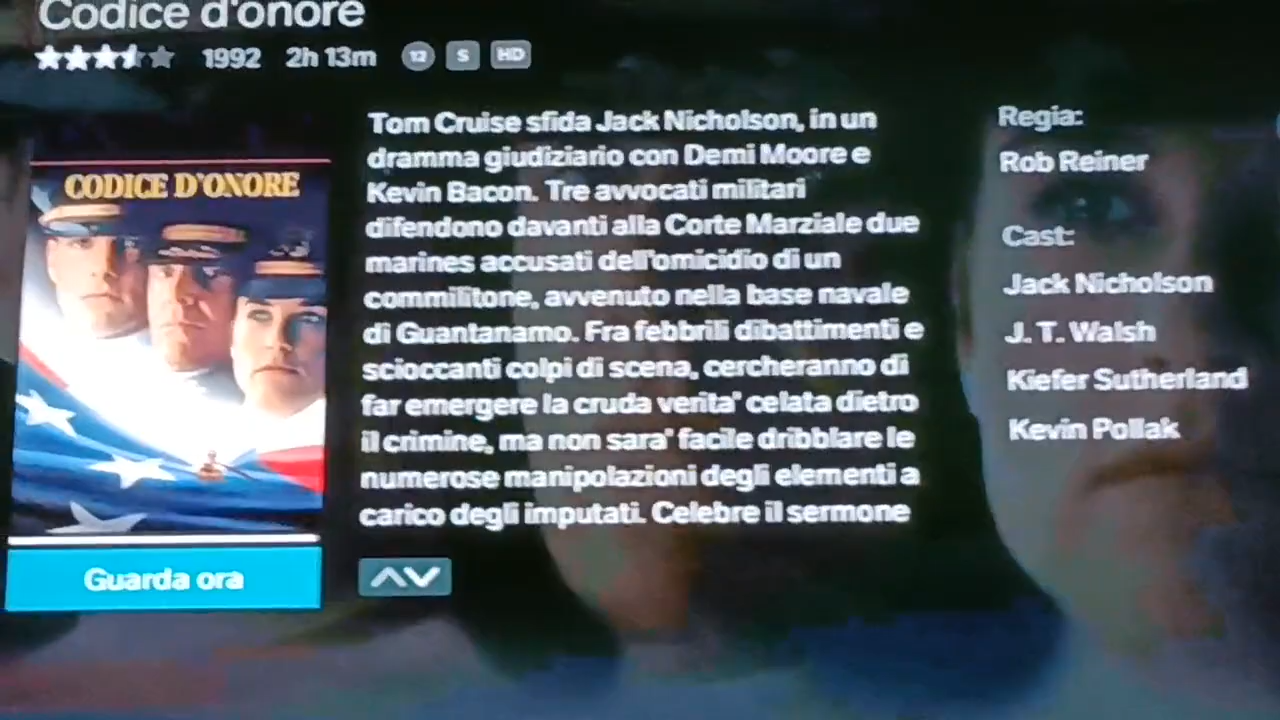 Codice d'onore
1992 2h 13m 12 S HD
CODICE D'ONORE
Guarda ora
Tom Cruise sfida Jack Nicholson, in un
dramma giudiziario con Demi Moore e
Kevin Bacon. Tre avvocati militari
difendono davanti alla Corte Marziale due
marines accusati dell'omicidio di un
commilitone, avvenuto nella base navale
di Guantanamo. Fra febbrili dibattimenti e
scioccanti colpi di scena, cercheranno di
far emergere la cruda verita' celata dietro
il crimine, ma non sara' facile dribblare le
numerose manipolazioni degli elementi a
carico degli imputati. Celebre il sermone
Regia:
Rob Reiner
Cast:
Jack Nicholson
J. T. Walsh
Kiefer Sutherland
Kevin Pollak